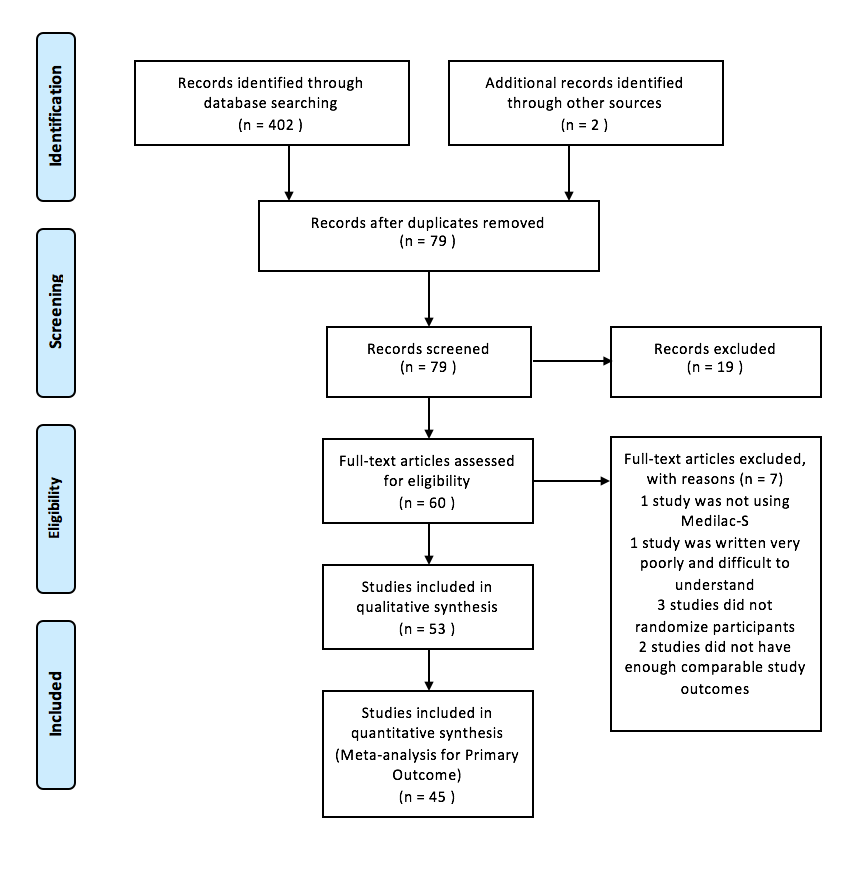 Identification
Records identified through
database searching
(n = 402 )
Additional records identified
through other sources
(n = 2 )
Records after duplicates removed
(n = 79 )
Screening
Records screened
(n = 79 )
Records excluded
(n = 19 )
Eligibility
Full-text articles assessed
for eligibility
(n = 60 )
Full-text articles excluded,
with reasons (n = 7)
1 study was not using
Medilac-S
1 study was written very
poorly and difficult to
understand
3 studies did not
randomize participants
2 studies did not have
enough comparable study
outcomes
Studies included in
qualitative synthesis
(n = 53 )
Included
Studies included in
quantitative synthesis
(Meta-analysis for Primary
Outcome)
(n = 45 )